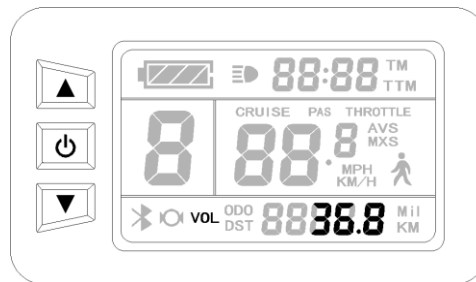 88:88 TM
TTM
CRUISE PAS THROTTLE
8 88.8 AVS
MXS
MPH
KM/H
VOL ODO 8836.8 Mil
DST KM